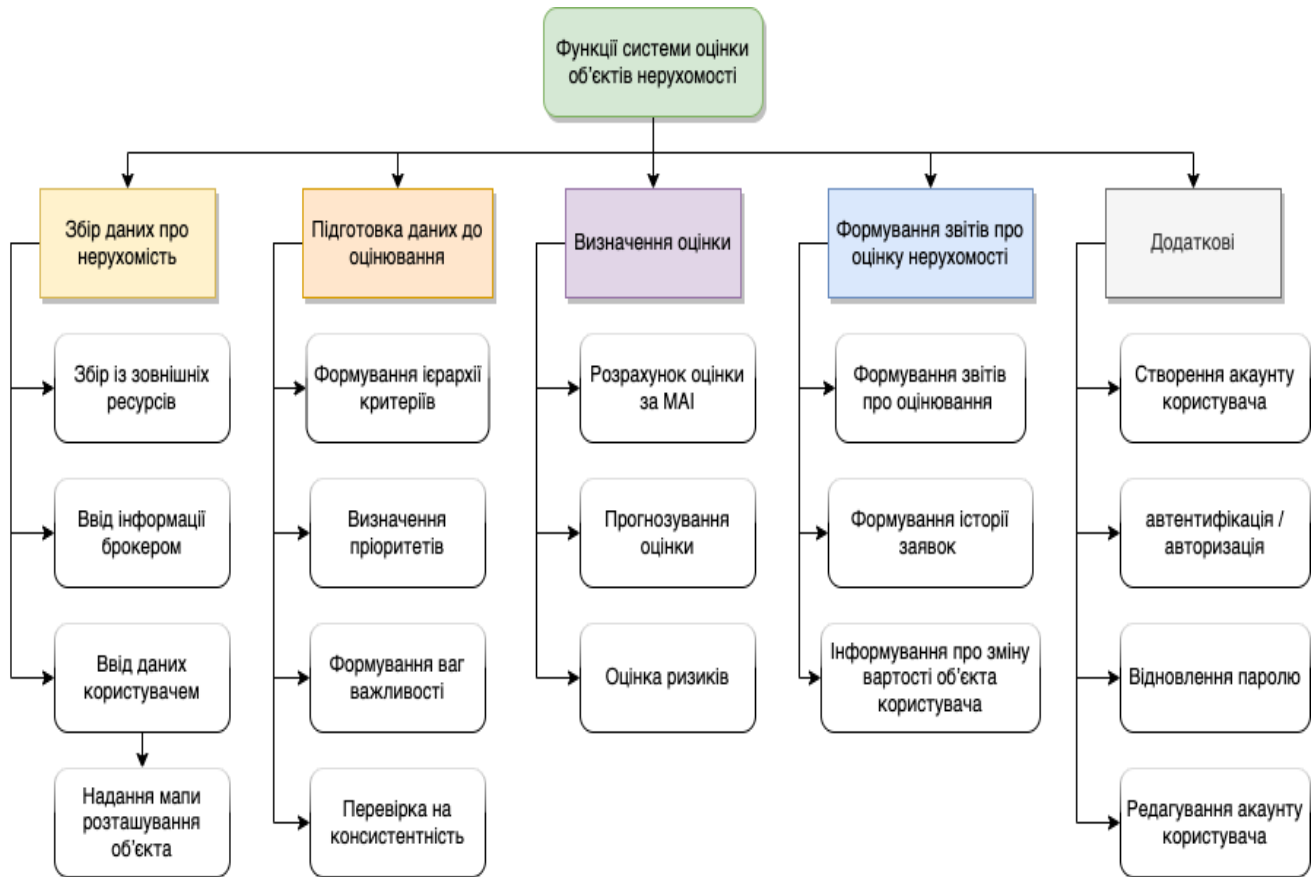 Функції системи оцінки
об'єктів нерухомості
Збір даних про
нерухомість
Збір із зовнішніх
ресурсів
Ввід інформації
брокером
Ввід даних
користувачем
Надання мапи
розташування
об'єкта
Підготовка даних до
оцінювання
Формування ієрархії
критеріїв
Визначення
пріоритетів
Формування ваг
важливості
Перевірка на
консистентність
Визначення оцінки
Розрахунок оцінки
за МАІ
Прогнозування
оцінки
Оцінка ризиків
Формування звітів про
оцінку нерухомості
Формування звітів
про оцінювання
Формування історії
заявок
Інформування про зміну
вартості об'єкта
користувача
Додаткові
Створення акаунту
користувача
автентифікація /
авторизація
Відновлення паролю
Редагування акаунту
користувача